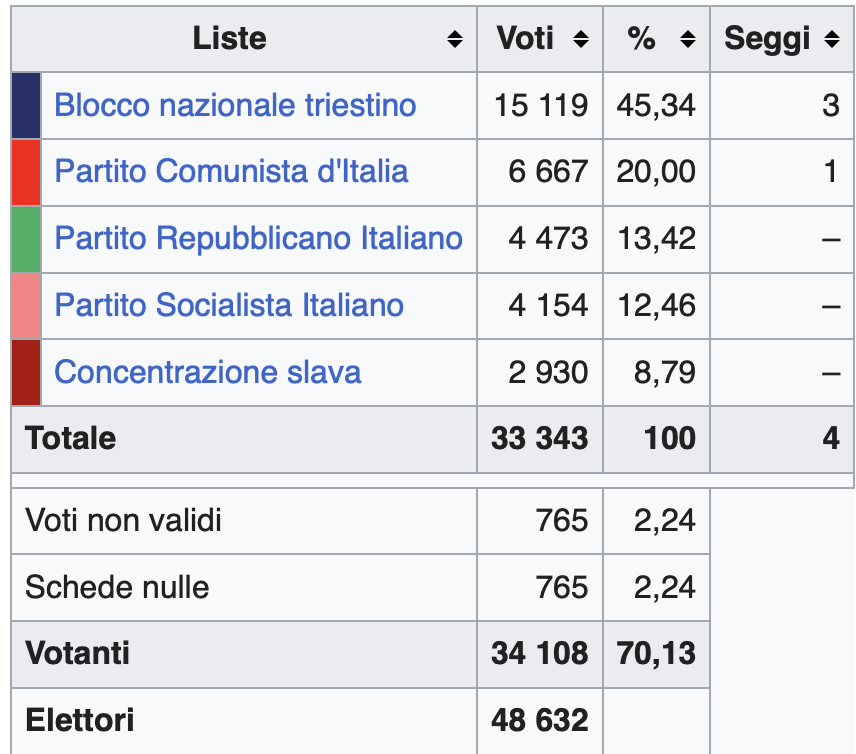 Liste Voti % Seggi
Blocco nazionale triestino 15 119 45,34 3
Partito Comunista d'Italia 6 667 20,00 1
Partito Repubblicano Italiano 4 473 13,42 –
Partito Socialista Italiano 4 154 12,46 –
Concentrazione slava 2 930 8,79 –
Totale 33 343 100 4
Voti non validi 765 2,24
Schede nulle 765 2,24
Votanti 34 108 70,13
Elettori 48 632